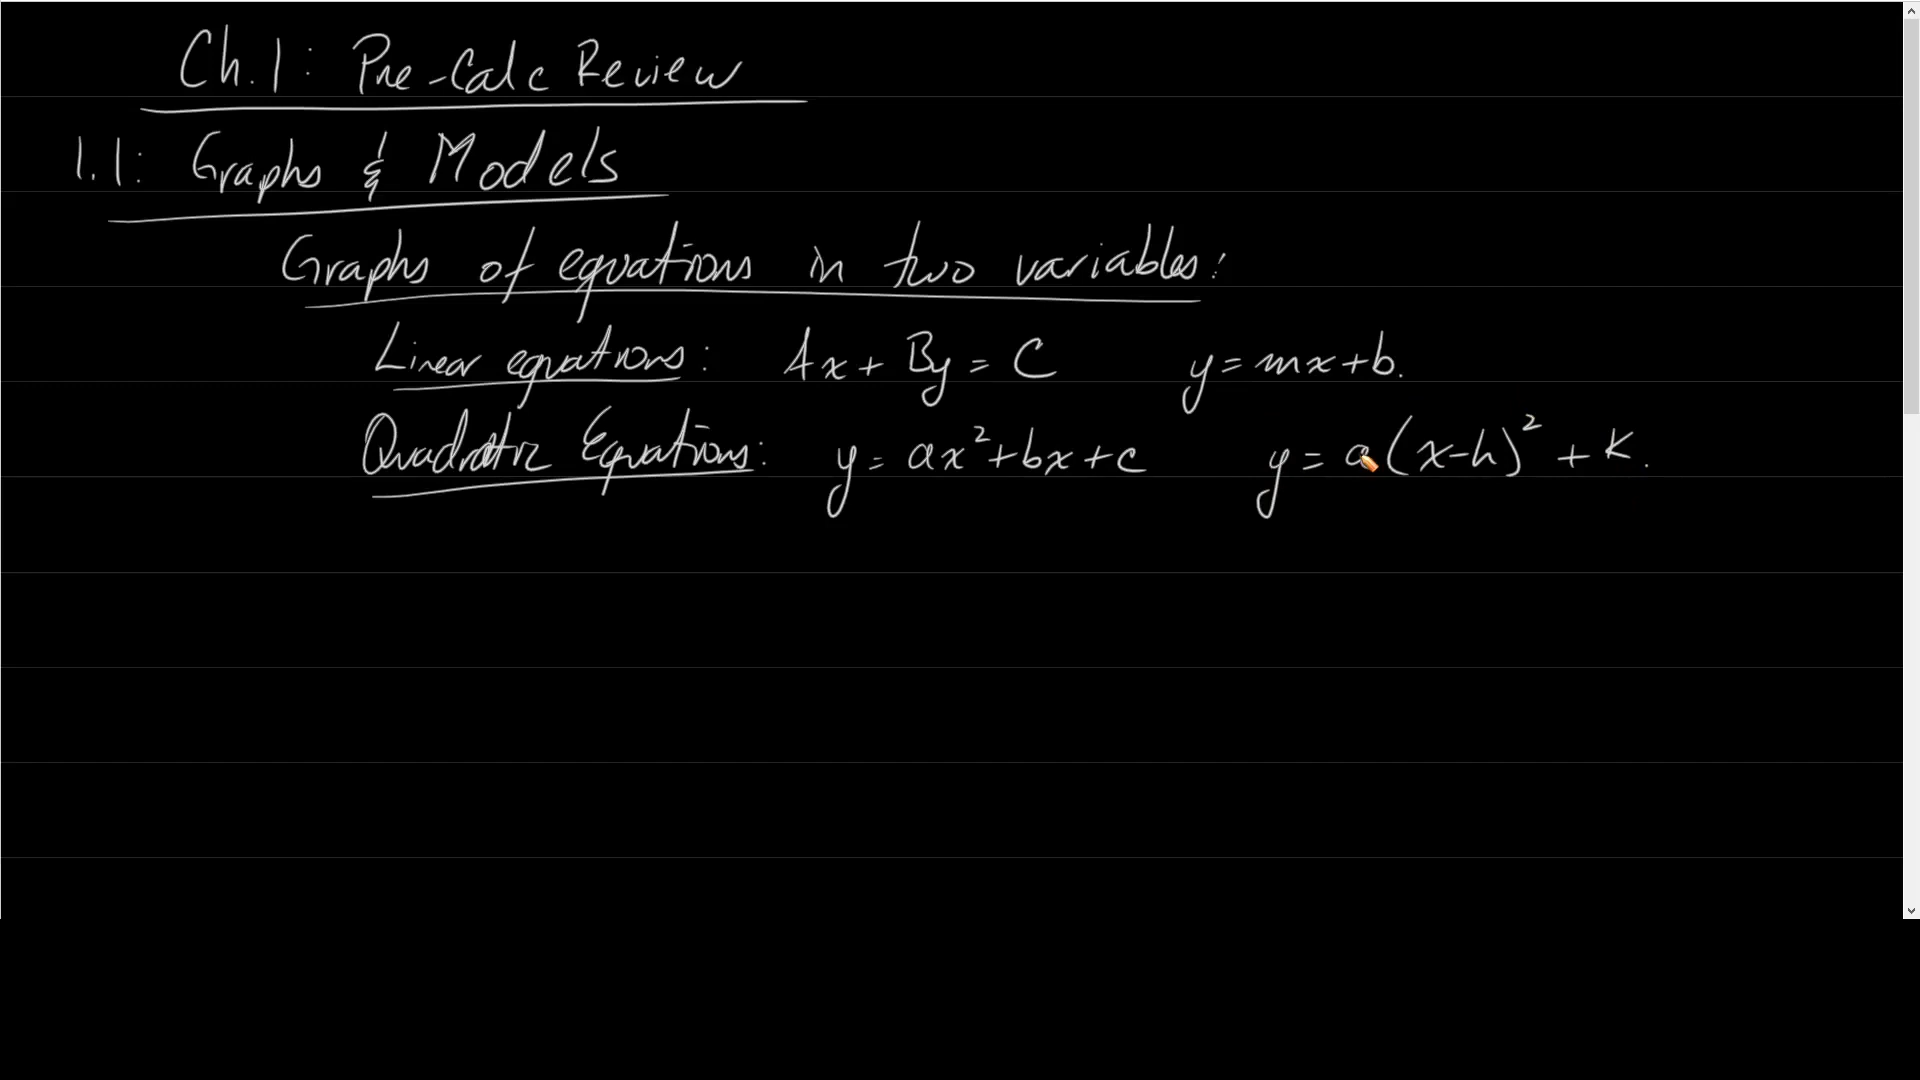 Ch.1: Pre-Calc Review
1.1: Graphs & Models
Graphs of equations in two variables:
Linear equations: Ax + By = C y = mx + b.
Quadratic Equations: y = ax² + bx + c y = a(x-h)² + k.